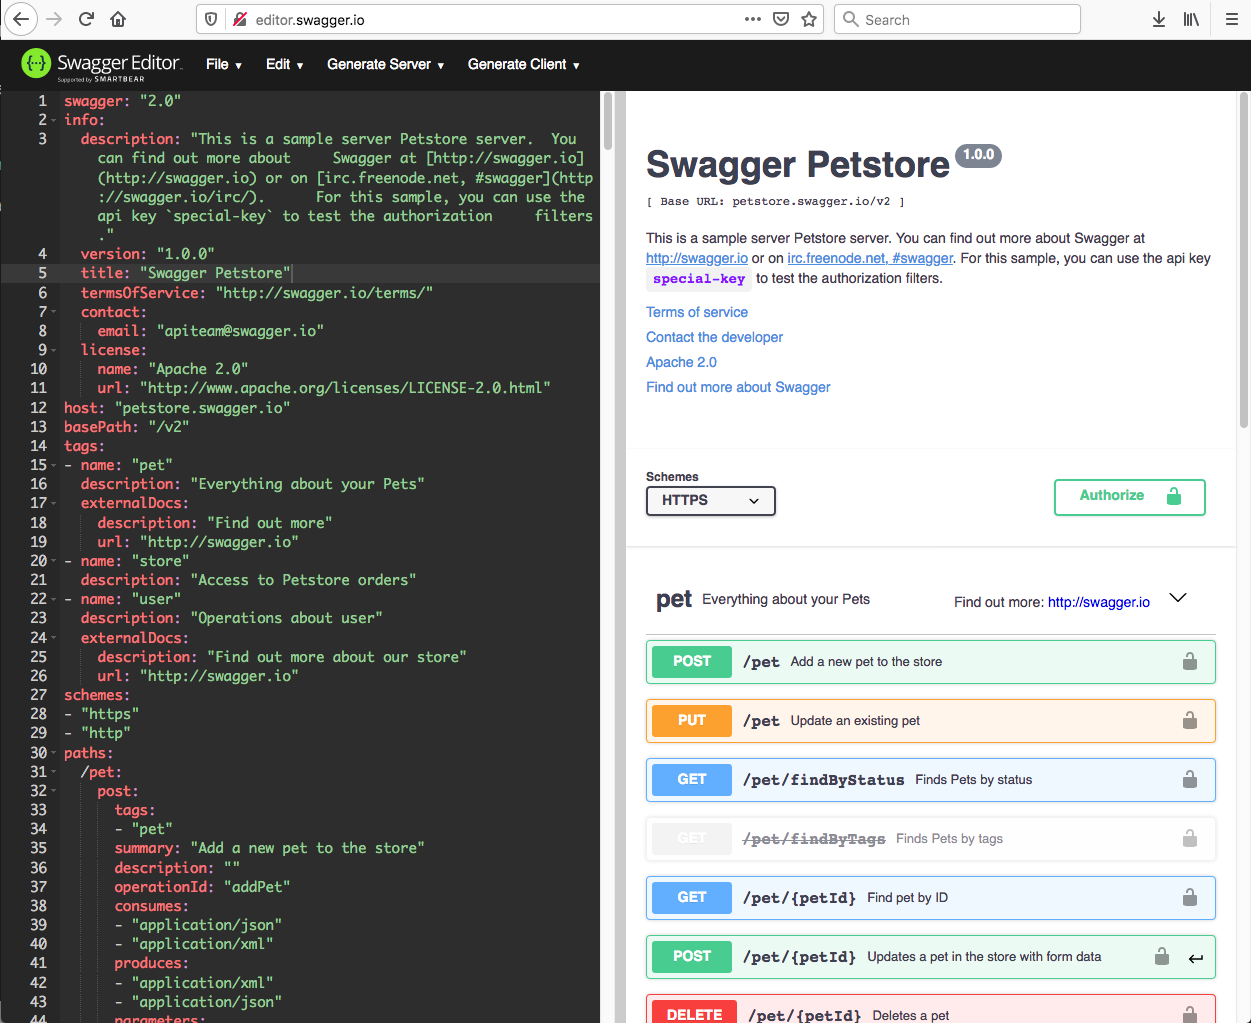 editor.swagger.io
Search
Swagger Editor
Supported by SMARTBEAR
File
Edit
Generate Server
Generate Client
1 swagger: "2.0"
2 info:
3 description: "This is a sample server Petstore server.  You
can find out more about     Swagger at [http://swagger.io]
(http://swagger.io) or on [irc.freenode.net, #swagger](http
://swagger.io/irc/).      For this sample, you can use the
api key `special-key` to test the authorization     filters
."
4 version: "1.0.0"
5 title: "Swagger Petstore"
6 termsOfService: "http://swagger.io/terms/"
7 contact:
8 email: "apiteam@swagger.io"
9 license:
10 name: "Apache 2.0"
11 url: "http://www.apache.org/licenses/LICENSE-2.0.html"
12 host: "petstore.swagger.io"
13 basePath: "/v2"
14 tags:
15 - name: "pet"
16 description: "Everything about your Pets"
17 externalDocs:
18 description: "Find out more"
19 url: "http://swagger.io"
20 - name: "store"
21 description: "Access to Petstore orders"
22 - name: "user"
23 description: "Operations about user"
24 externalDocs:
25 description: "Find out more about our store"
26 url: "http://swagger.io"
27 schemes:
28 - "https"
29 - "http"
30 paths:
31 /pet:
32 post:
33 tags:
34 - "pet"
35 summary: "Add a new pet to the store"
36 description: ""
37 operationId: "addPet"
38 consumes:
39 - "application/json"
40 - "application/xml"
41 produces:
42 - "application/xml"
43 - "application/json"
44 parameters:
Swagger Petstore 1.0.0
[ Base URL: petstore.swagger.io/v2 ]
This is a sample server Petstore server. You can find out more about Swagger at
http://swagger.io or on irc.freenode.net, #swagger. For this sample, you can use the api key
special-key to test the authorization filters.
Terms of service
Contact the developer
Apache 2.0
Find out more about Swagger
Schemes
HTTPS
Authorize
pet Everything about your Pets Find out more: http://swagger.io
POST /pet Add a new pet to the store
PUT /pet Update an existing pet
GET /pet/findByStatus Finds Pets by status
GET /pet/findByTags Finds Pets by tags
GET /pet/{petId} Find pet by ID
POST /pet/{petId} Updates a pet in the store with form data
DELETE /pet/{petId} Deletes a pet